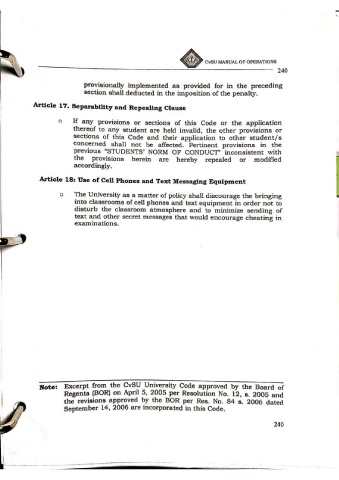 CvSU MANUAL OF OPERATIONS
240
provisionally implemented as provided for in the preceding
section shall deducted in the imposition of the penalty.
Article 17. Separability and Repealing Clause
o If any provisions or sections of this Code or the application
thereof to any student are held invalid, the other provisions or
sections of this Code and their application to other student/s
concerned shall not be affected. Pertinent provisions in the
previous "STUDENTS' NORM OF CONDUCT" inconsistent with
the provisions herein are hereby repealed or modified
accordingly.
Article 18: Use of Cell Phones and Text Messaging Equipment
o The University as a matter of policy shall discourage the bringing
into classrooms of cell phones and text equipment in order not to
disturb the classroom atmosphere and to minimize sending of
text and other secret messages that would encourage cheating in
examinations.
Note: Excerpt from the CvSU University Code approved by the Board of
Regents (BOR) on April 5, 2005 per Resolution No. 12, s. 2005 and
the revisions approved by the BOR per Res. No. 84 s. 2006 dated
September 14, 2006 are incorporated in this Code.
240